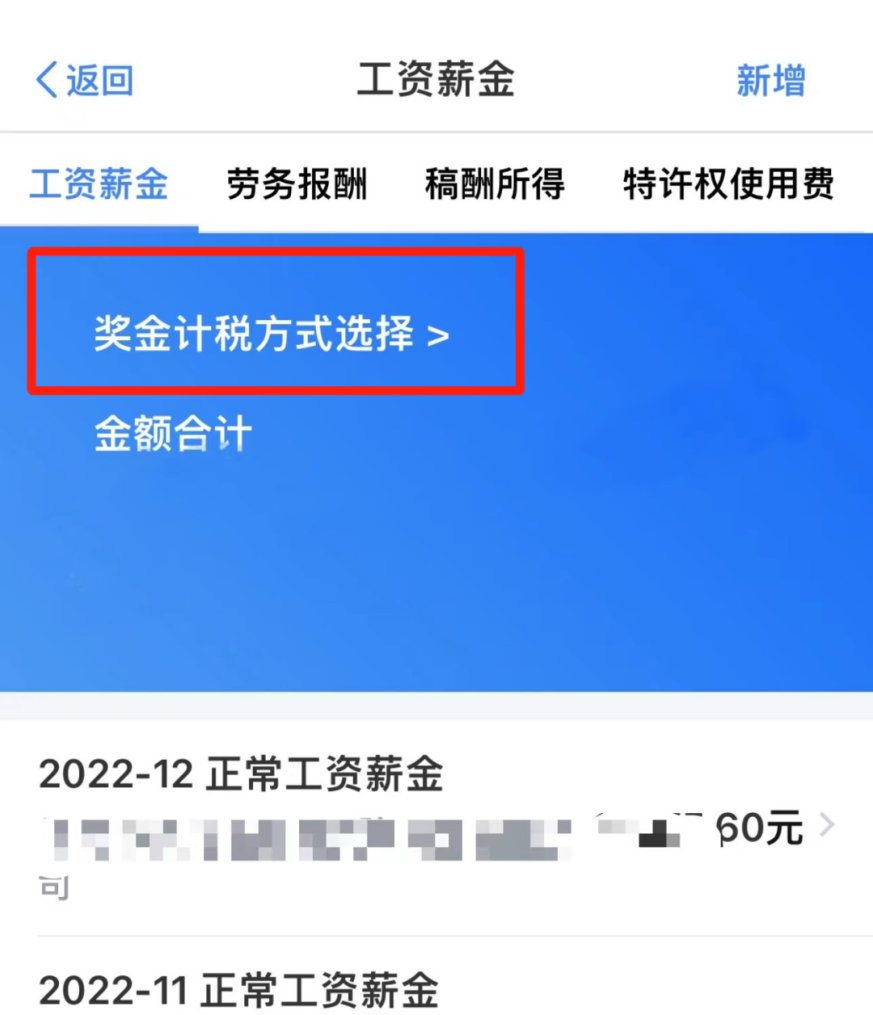 返回 工资薪金 新增
工资薪金 劳务报酬 稿酬所得 特许权使用费
奖金计税方式选择 >
金额合计
2022-12 正常工资薪金
60元
司
2022-11 正常工资薪金